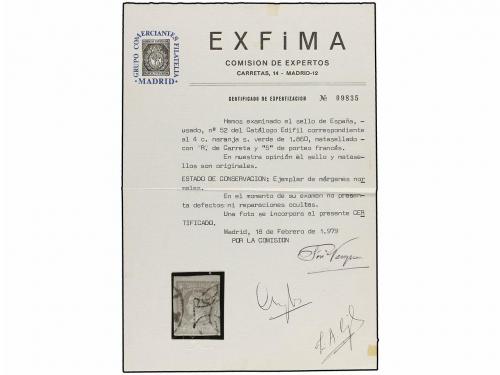 GRUPO COMERCIANTES FILATELIA
·MADRID·
EXFiMA
COMISION DE EXPERTOS
CARRETAS, 14 - MADRID-12
CERTIFICADO DE EXPERTIZACION № 09835
Hemos examinado el sello de España, -
usado, nº 52 del Catálogo Edifil correspondiente
al 4 c. naranja s. verde de 1.860, matasellado -
con 'R'. de Carreta y "5" de porteo francés.
En nuestra opinión el sello y matase-
llos son originales.
ESTADO DE CONSERVACION: Ejemplar de márgenes nor
males.
En el momento de su examen no presen-
ta defectos ni reparaciones ocultas.
Una foto se incorpora al presente CER
TIFICADO.
Madrid, 18 de Febrero de 1.979
POR LA COMISION